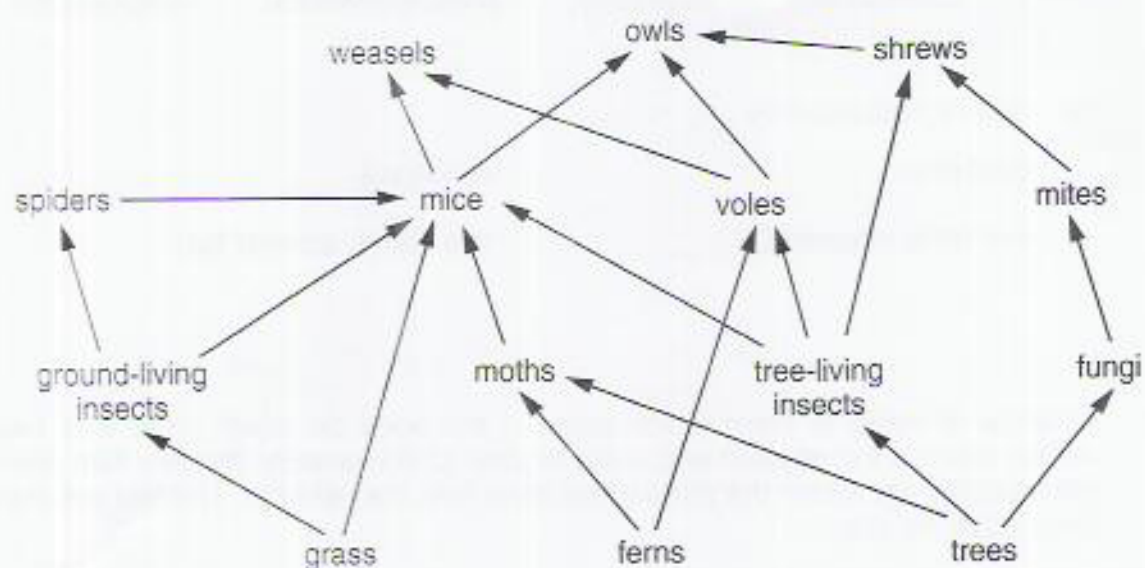 owls
weasels
shrews
spiders
mice
voles
mites
ground-living
insects
moths
tree-living
insects
fungi
grass
ferns
trees